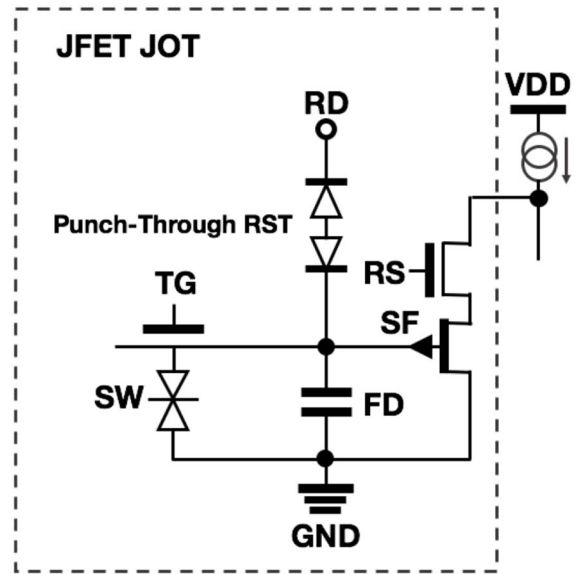 JFET JOT
VDD
RD
Punch-Through RST
RS
TG
SF
SW
FD
GND